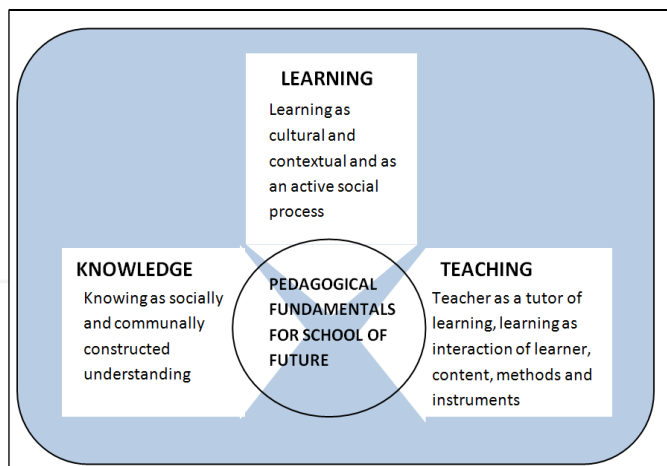 LEARNING
Learning as
cultural and
contextual and as
an active social
process
KNOWLEDGE
Knowing as socially
and communally
constructed
understanding
PEDAGOGICAL
FUNDAMENTALS
FOR SCHOOL OF
FUTURE
TEACHING
Teacher as a tutor of
learning, learning as
interaction of learner,
content, methods and
instruments